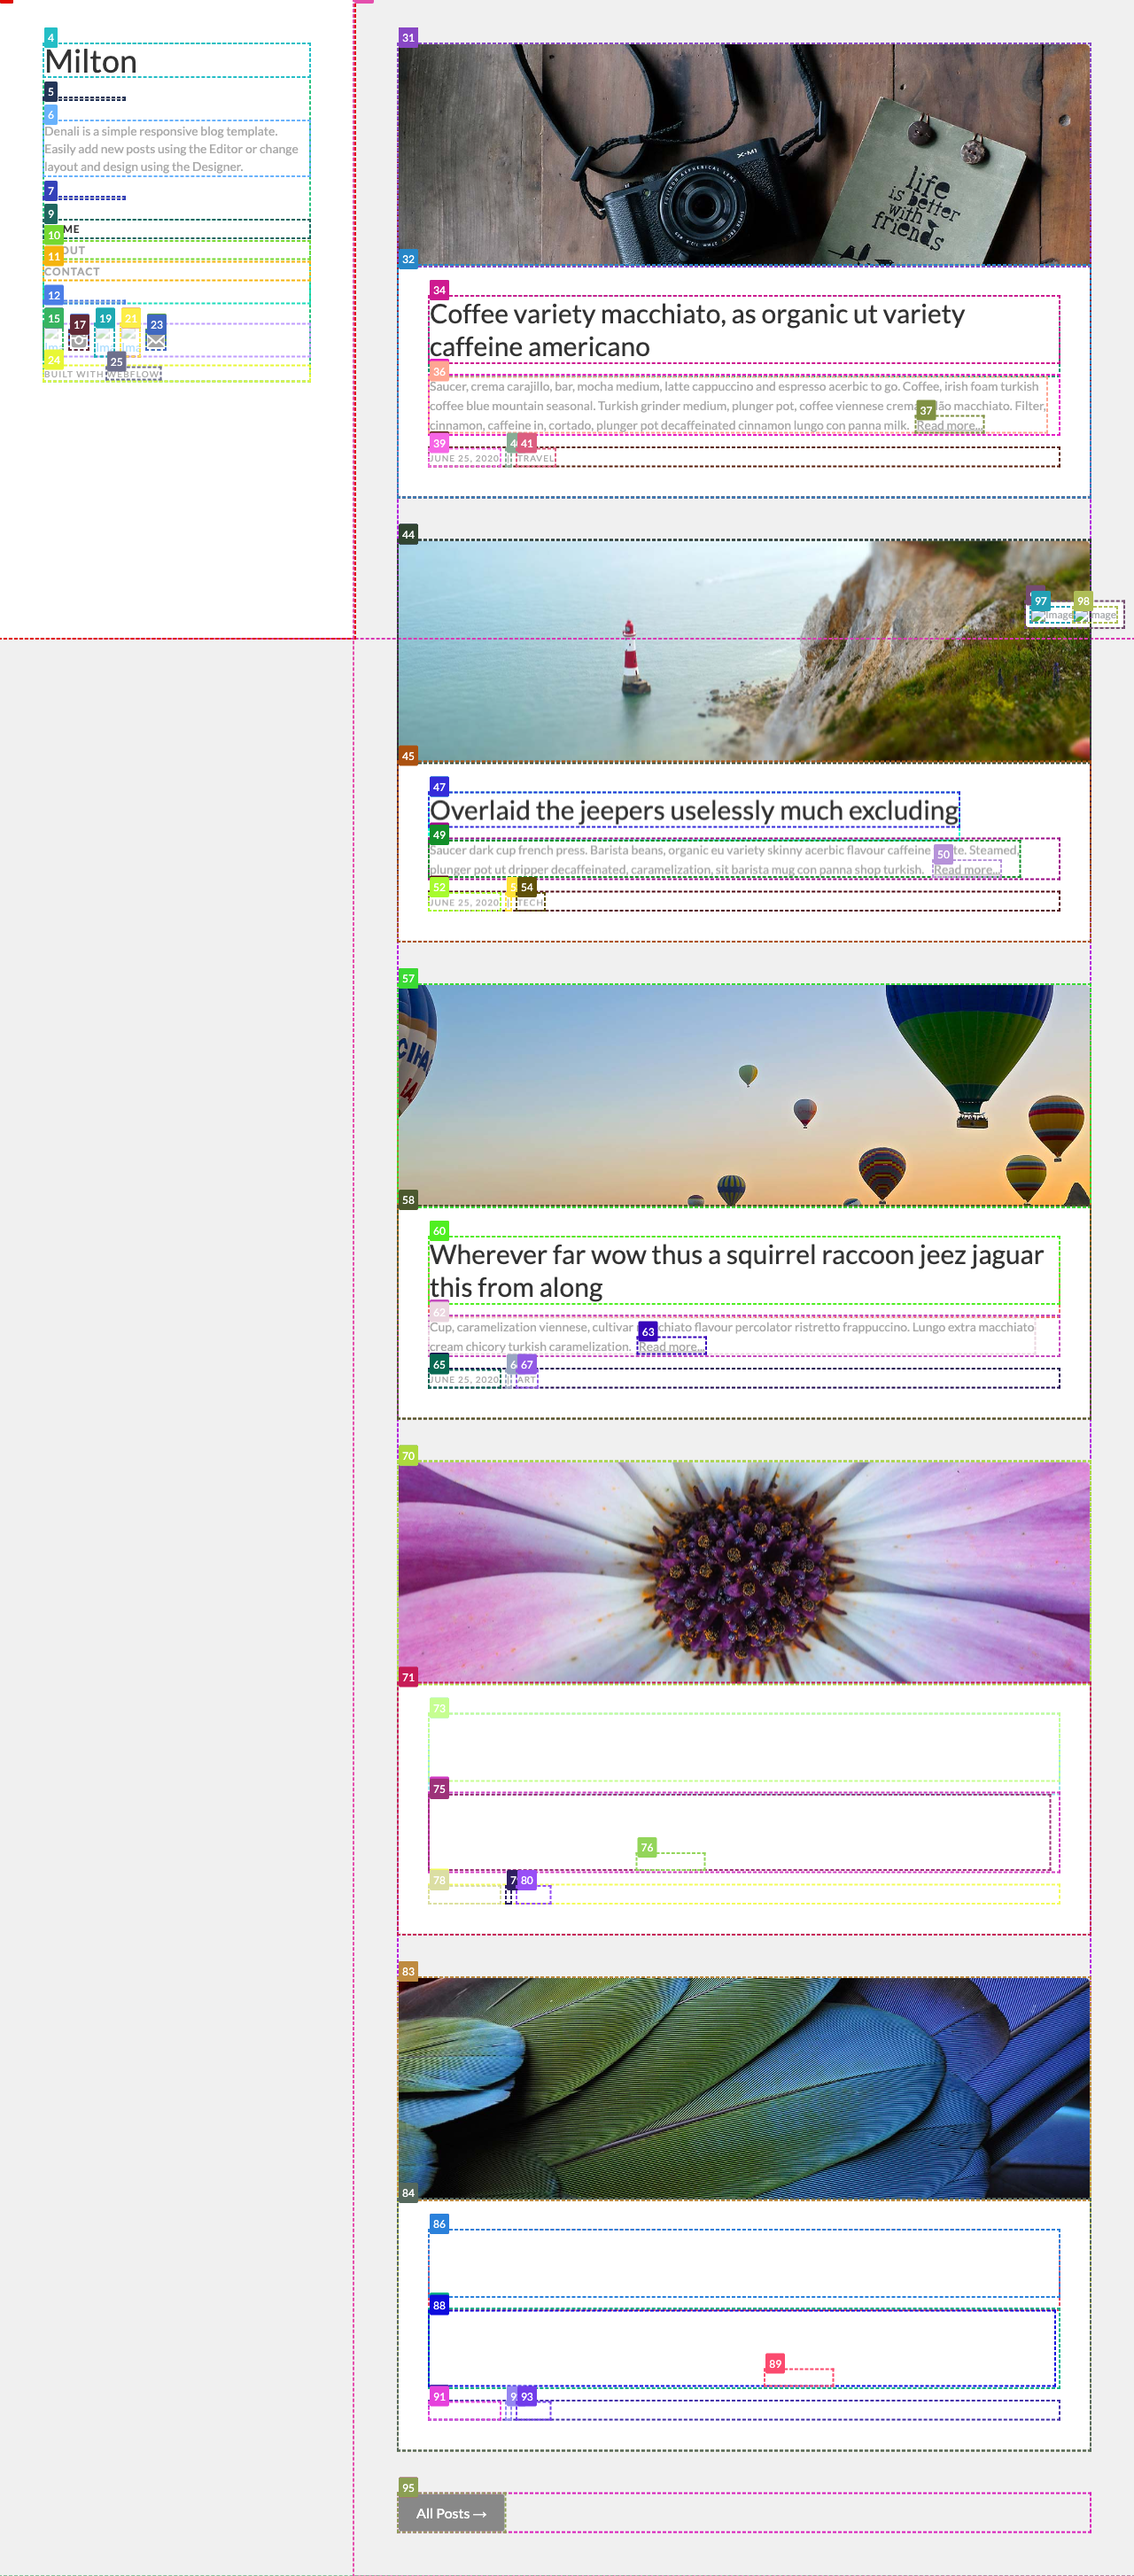 4
Milton
5
6
Denali is a simple responsive blog template.
Easily add new posts using the Editor or change
layout and design using the Designer.
7
9
ME
10
OUT
11
CONTACT
12
15
17
19
21
23
24
25
BUILT WITH WEBFLOW
31
X-M1
life
is better
with
friends
32
34
Coffee variety macchiato, as organic ut variety
caffeine americano
36
Saucer, crema carajillo, bar, mocha medium, latte cappuccino and espresso acerbic to go. Coffee, irish foam turkish
coffee blue mountain seasonal. Turkish grinder medium, plunger pot, coffee viennese crem macchiato. Filter,
37
cinnamon, caffeine in, cortado, plunger pot decaffeinated cinnamon lungo con panna milk. Read more...
39
4
41
JUNE 25, 2020
TRAVEL
44
97
98
Image
mage
45
47
Overlaid the jeepers uselessly much excluding
49
Saucer dark cup french press. Barista beans, organic eu variety skinny acerbic flavour caffeine te. Steamed,
50
plunger pot ut dripper decaffeinated, caramelization, sit barista mug con panna shop turkish. Read more...
52
5
54
JUNE 25, 2020
TECH
57
58
60
Wherever far wow thus a squirrel raccoon jeez jaguar
this from along
62
Cup, caramelization viennese, cultivar chiato flavour percolator ristretto frappuccino. Lungo extra macchiato
63
cream chicory turkish caramelization. Read more...
65
6
67
JUNE 25, 2020
ART
70
71
73
75
76
78
7
80
83
84
86
88
89
91
9
93
95
All Posts →